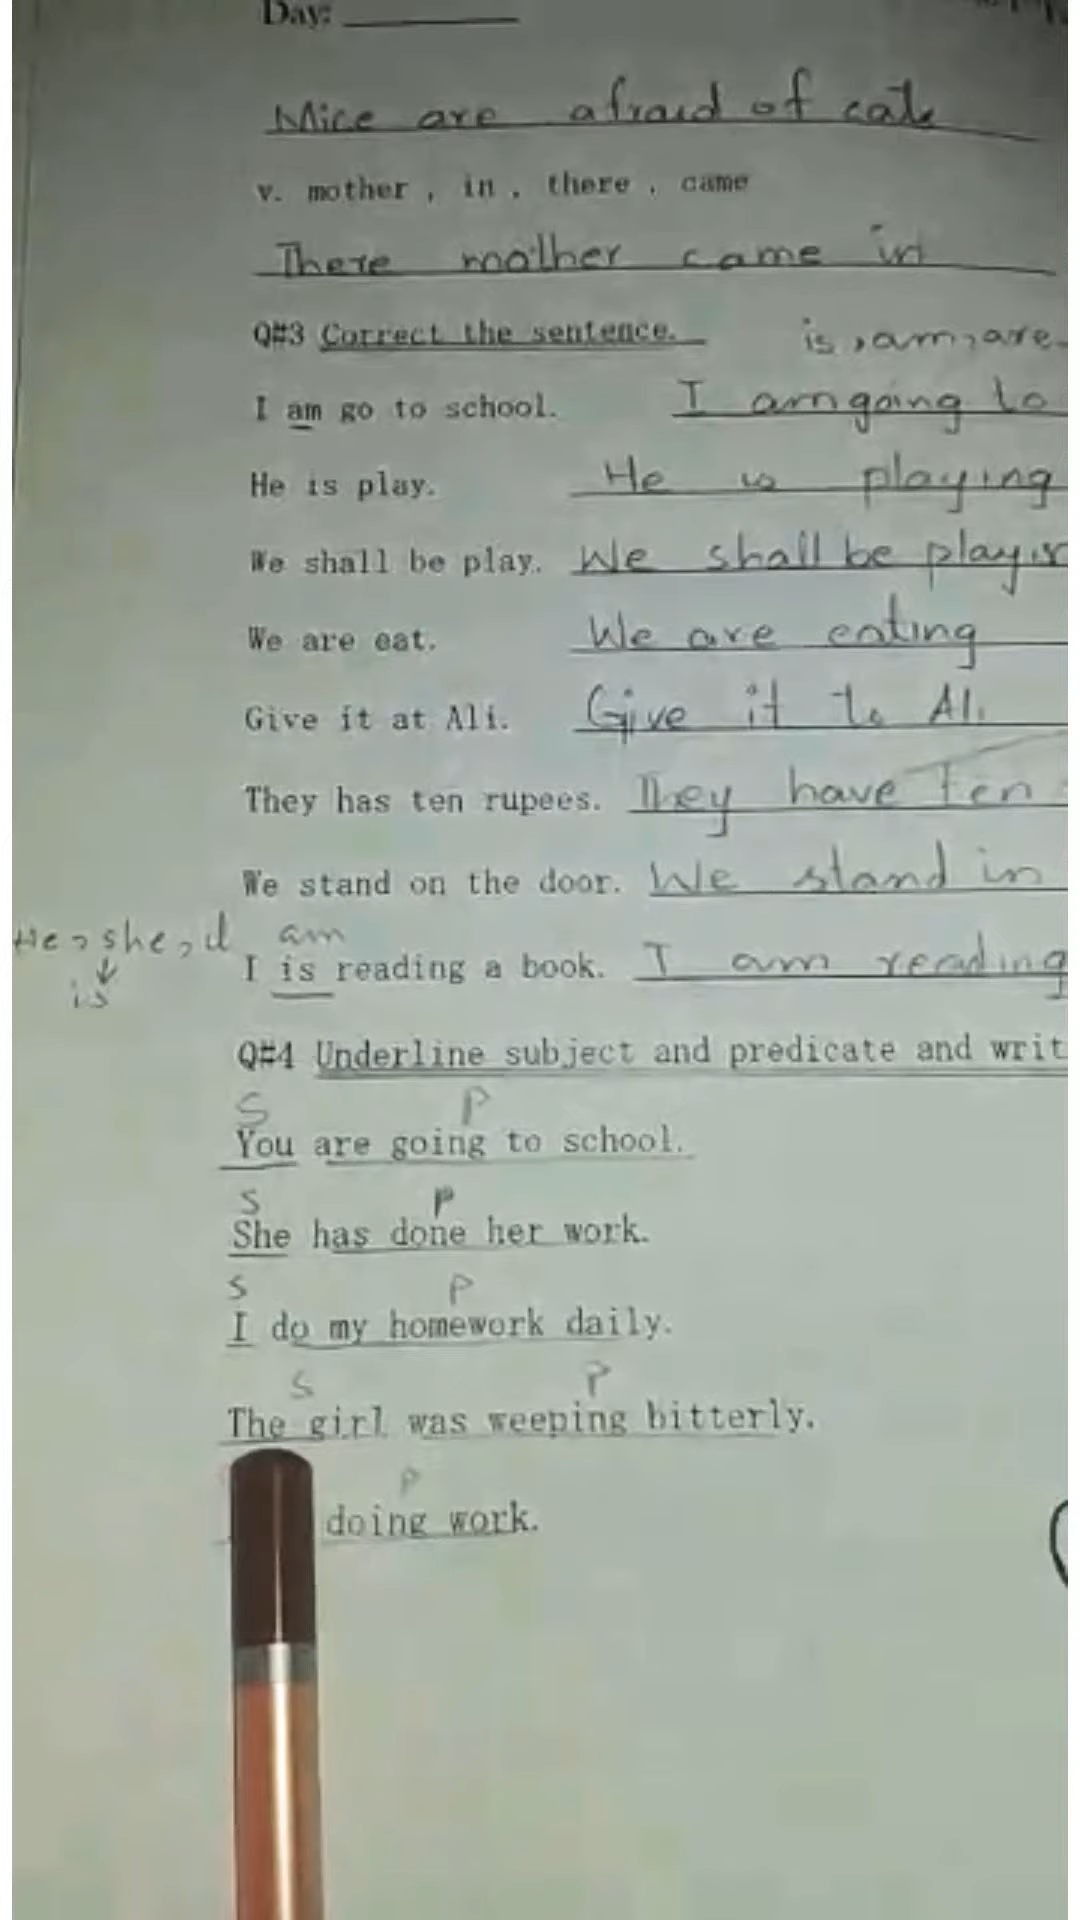 Day:
Mice are afraid of cats
v. mother , in , there , came
There mother came in
Q#3 Correct the sentence. is , am , are
I am go to school. I am going to
He is play. He is playing
We shall be play. We shall be playin
We are eat. We are eating
Give it at Ali. Give it to Ali
They has ten rupees. They have ten
We stand on the door. We stand in
He , she , it am
I is reading a book. I am reading
is
Q#4 Underline subject and predicate and writ
S P
You are going to school.
S P
She has done her work.
S P
I do my homework daily.
S P
The girl was weeping bitterly.
P
doing work.